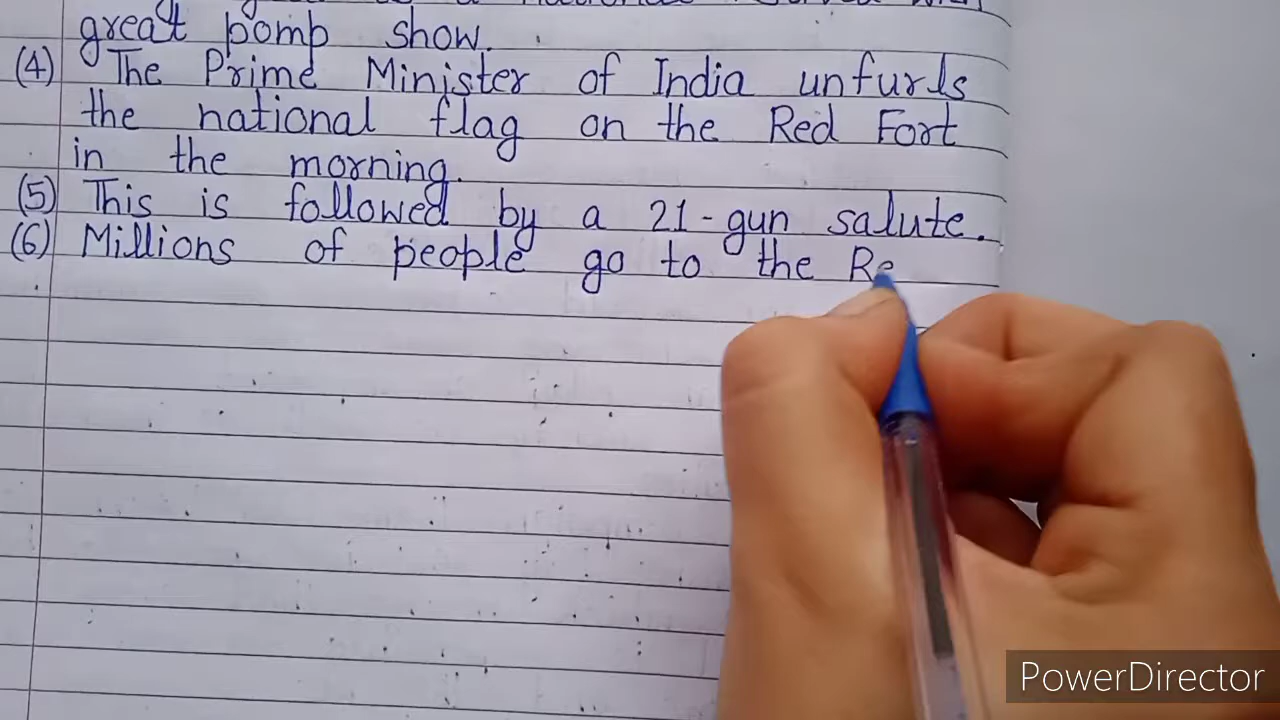 great pomp show.
(4) The Prime Minister of India unfurls
the national flag on the Red Fort
in the morning.
(5) This is followed by a 21-gun salute.
(6) Millions of people go to the Re
PowerDirector